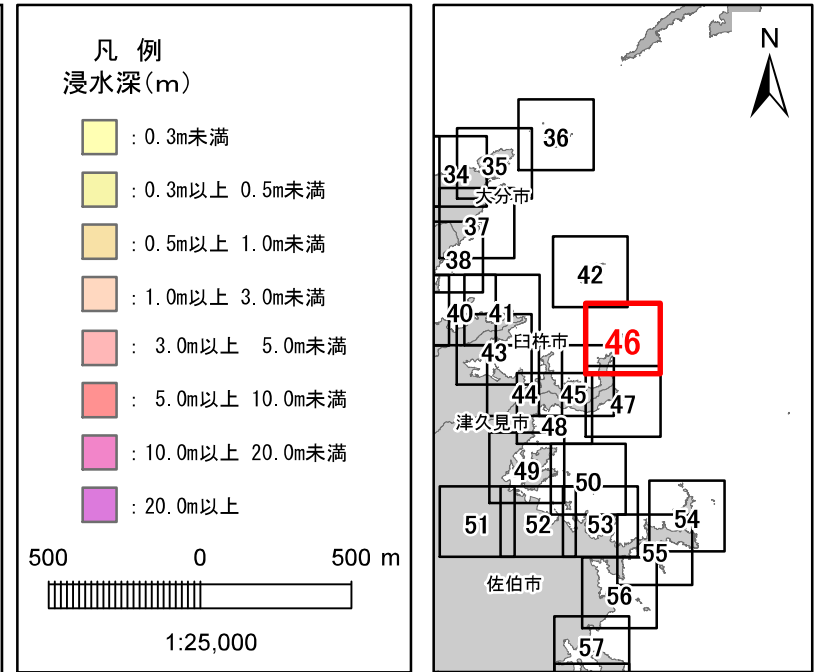 凡 例
浸水深(m)
: 0.3m未満
: 0.3m以上 0.5m未満
: 0.5m以上 1.0m未満
: 1.0m以上 3.0m未満
: 3.0m以上 5.0m未満
: 5.0m以上 10.0m未満
: 10.0m以上 20.0m未満
: 20.0m以上
500 0 500 m
1:25,000
N
36
35
34
大分市
37
38
42
40 41
臼杵市
46
43
44 45
47
津久見市
48
49
50
51 52 53 54
55
佐伯市
56
57